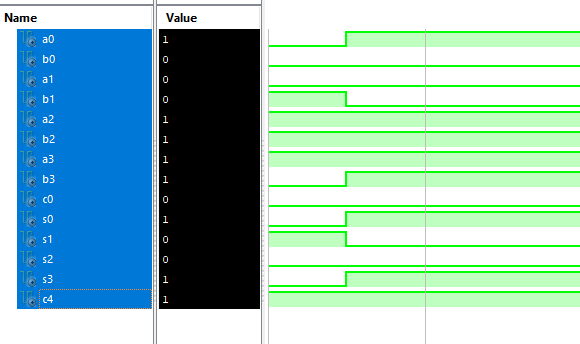 Name Value
a0 1
b0 0
a1 0
b1 0
a2 1
b2 1
a3 1
b3 1
c0 0
s0 1
s1 0
s2 0
s3 1
c4 1